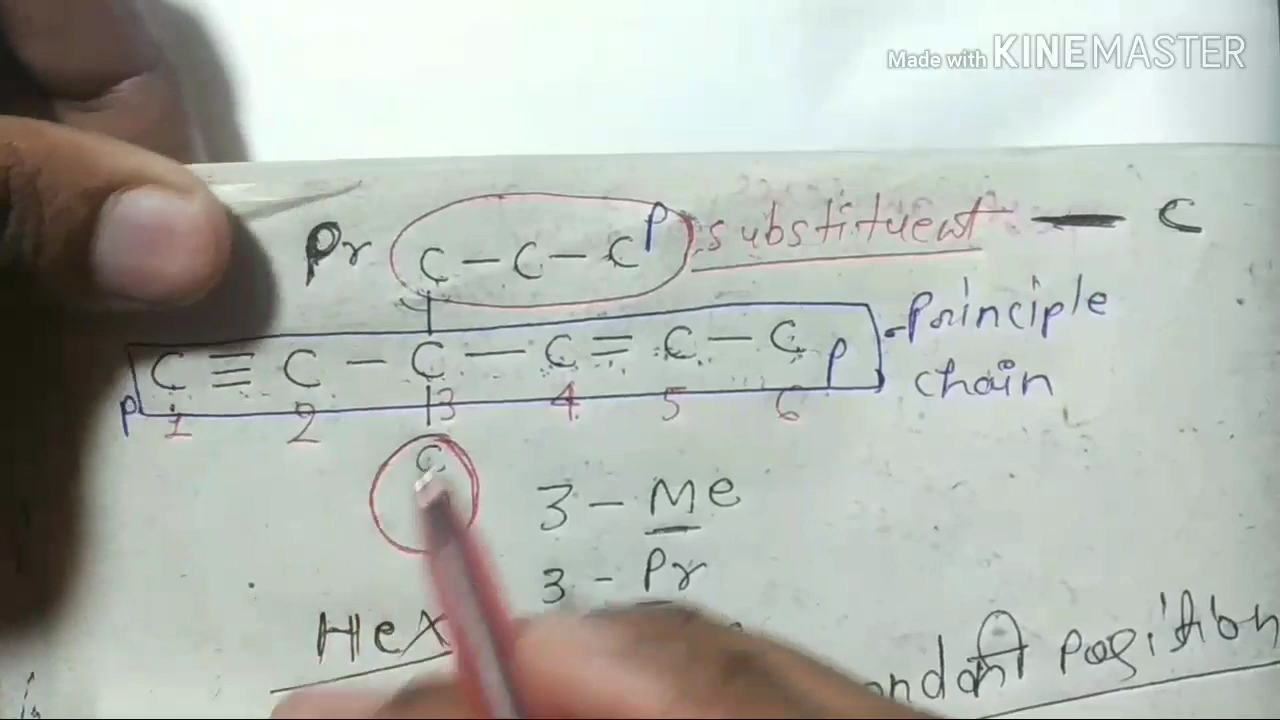 Made with KINEMASTER
Pr C - C - C P substituent — C
C ≡ C - C - C = C - C P Principle
P 1 2 3 4 5 6 chain
C
3 - Me
3 - Pr
Hex
position